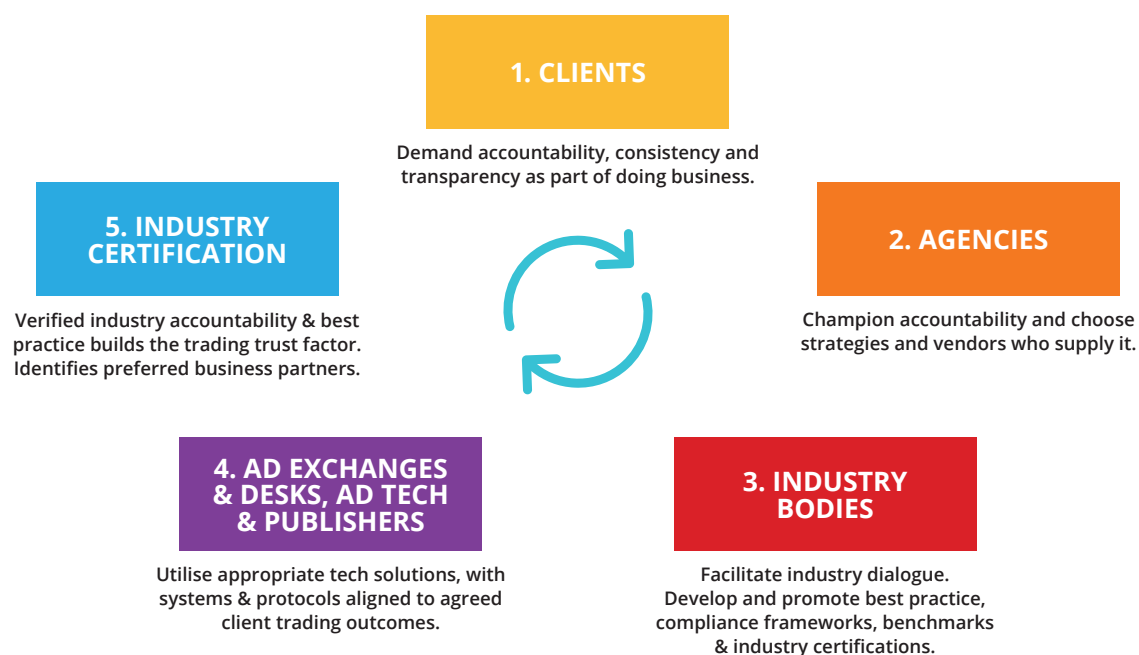 1. CLIENTS
Demand accountability, consistency and
transparency as part of doing business.
2. AGENCIES
Champion accountability and choose
strategies and vendors who supply it.
3. INDUSTRY
BODIES
Facilitate industry dialogue.
Develop and promote best practice,
compliance frameworks, benchmarks
& industry certifications.
4. AD EXCHANGES
& DESKS, AD TECH
& PUBLISHERS
Utilise appropriate tech solutions, with
systems & protocols aligned to agreed
client trading outcomes.
5. INDUSTRY
CERTIFICATION
Verified industry accountability & best
practice builds the trading trust factor.
Identifies preferred business partners.